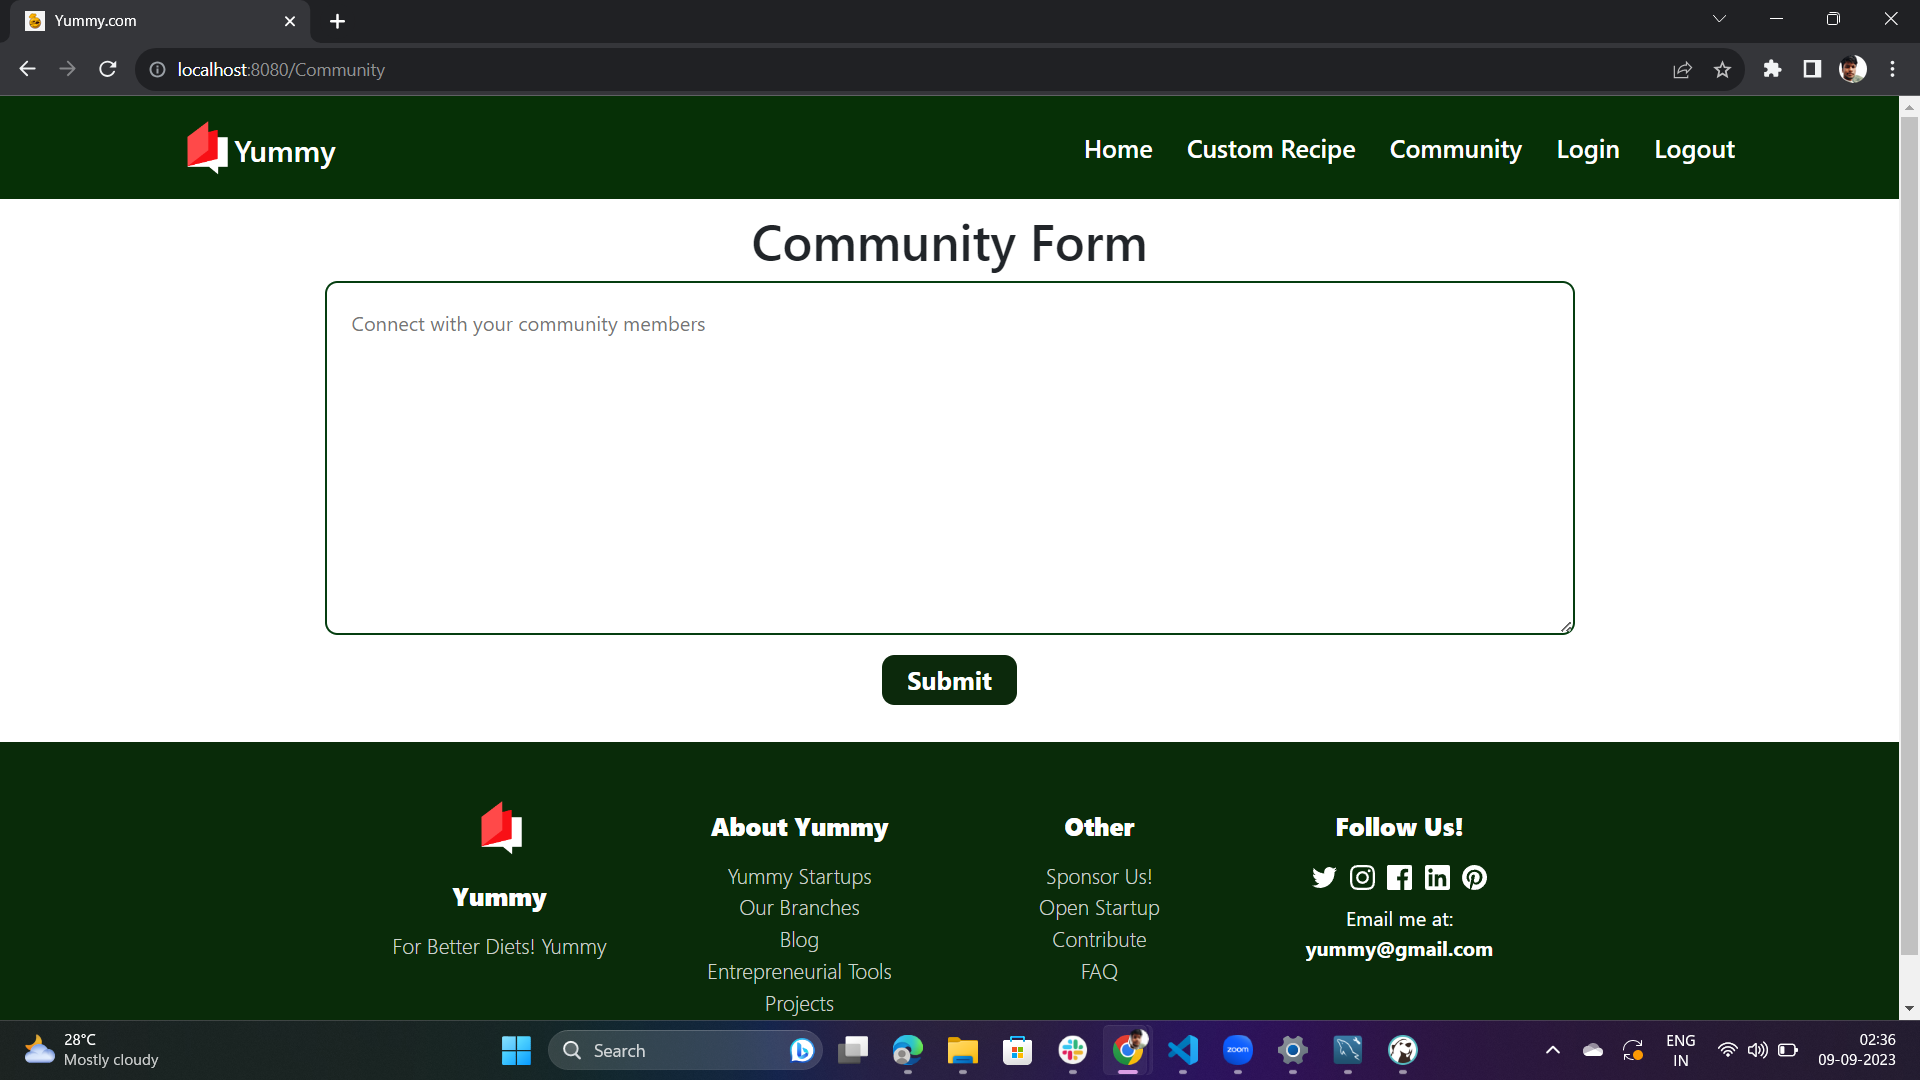 Yummy.com
localhost:8080/Community
Yummy
Home Custom Recipe Community Login Logout
Community Form
Connect with your community members
Submit
Yummy
For Better Diets! Yummy
About Yummy
Yummy Startups
Our Branches
Blog
Entrepreneurial Tools
Projects
Other
Sponsor Us!
Open Startup
Contribute
FAQ
Follow Us!
Email me at:
yummy@gmail.com
28°C
Mostly cloudy
Search
zoom
ENG
IN
02:36
09-09-2023